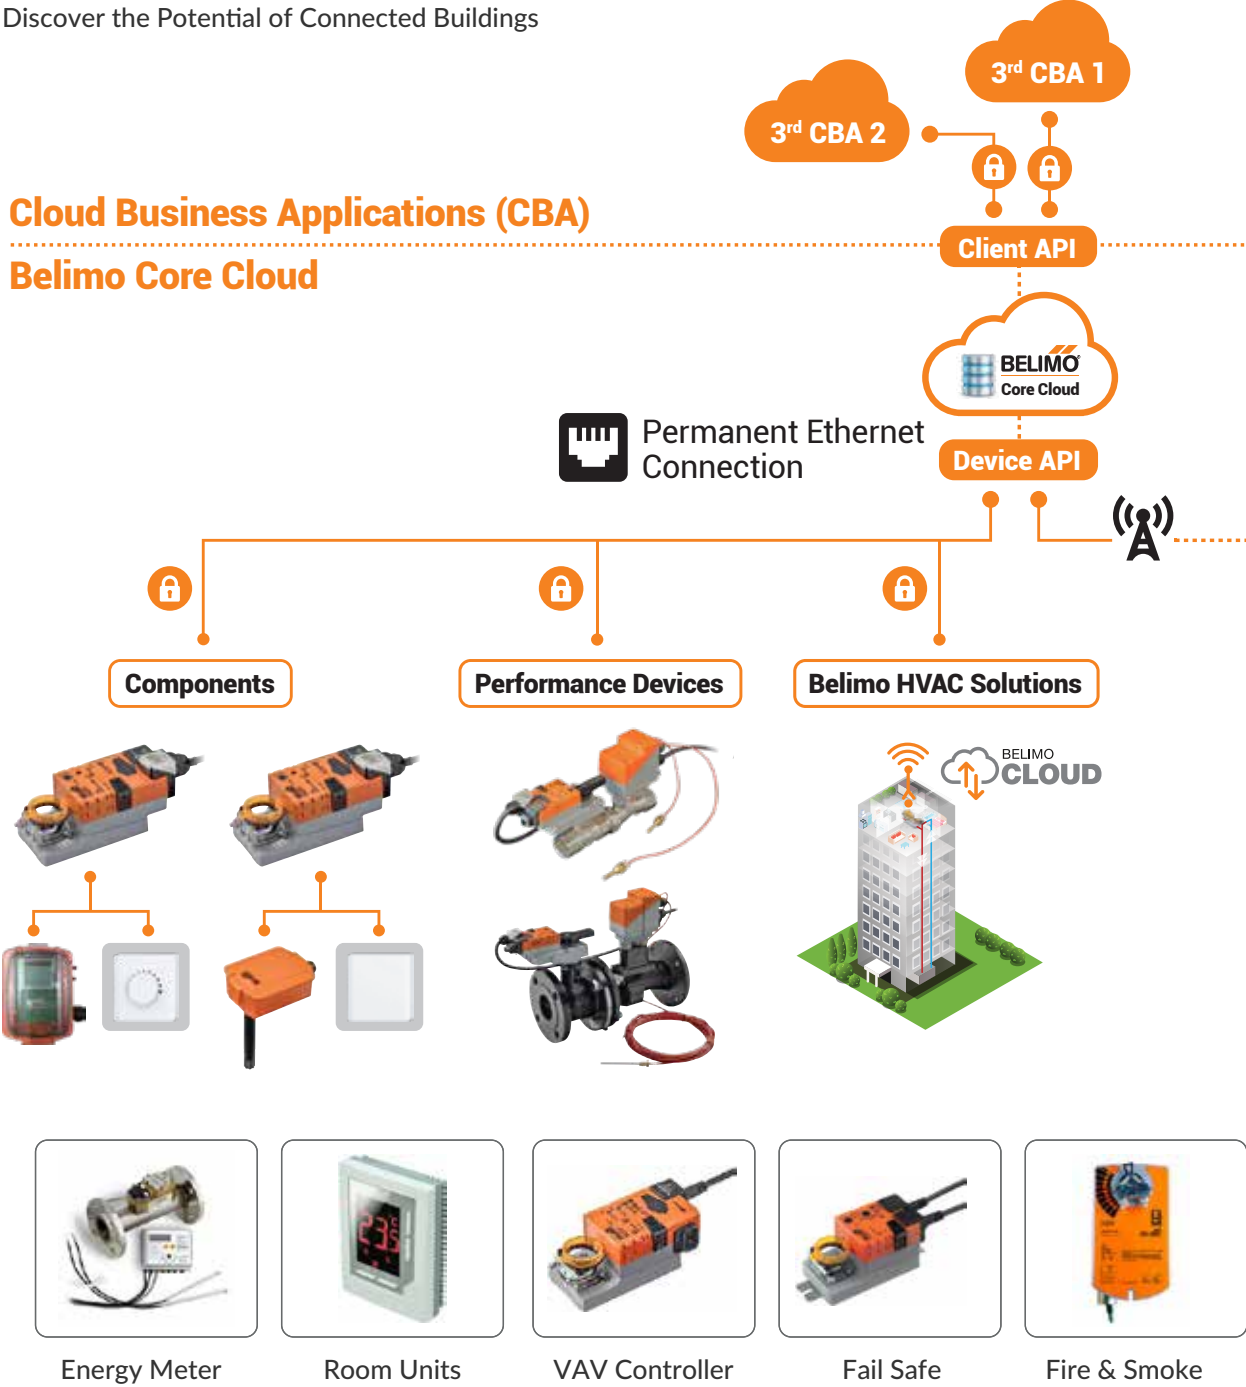 Discover the Potential of Connected Buildings
3rd CBA 1
3rd CBA 2
Cloud Business Applications (CBA)
Client API
Belimo Core Cloud
BELIMO®
Core Cloud
Permanent Ethernet
Connection
Device API
Components
Performance Devices
Belimo HVAC Solutions
BELIMO
CLOUD
23.5
Energy Meter
Room Units
VAV Controller
Fail Safe
Fire & Smoke